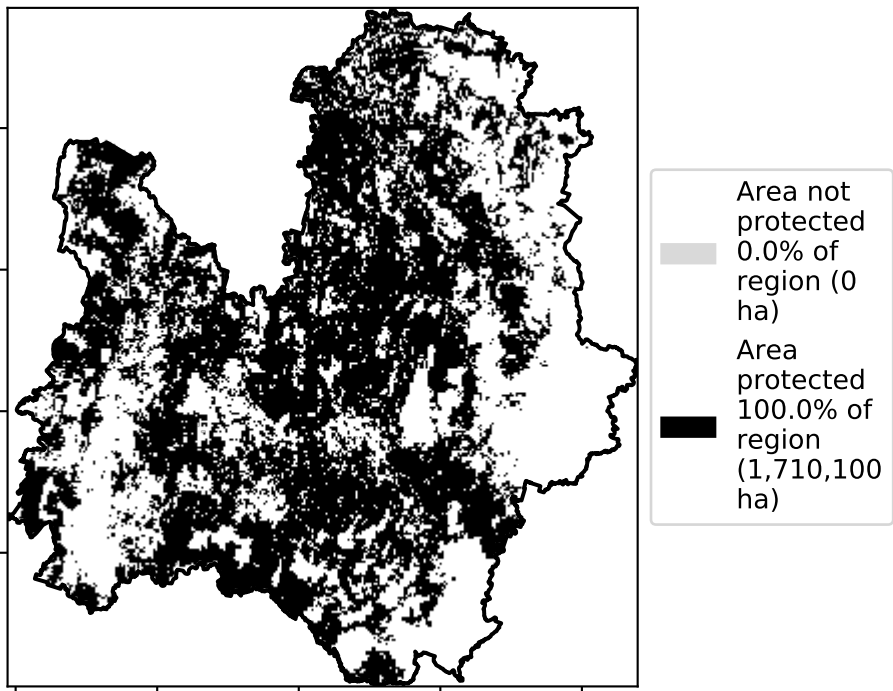 Area not
protected
0.0% of
region (0
ha)
Area
protected
100.0% of
region
(1,710,100
ha)